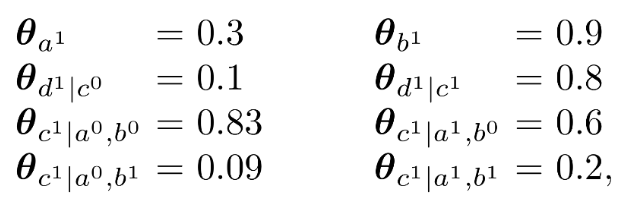 θ_{a^1} = 0.3 θ_{b^1} = 0.9
θ_{d^1|c^0} = 0.1 θ_{d^1|c^1} = 0.8
θ_{c^1|a^0,b^0} = 0.83 θ_{c^1|a^1,b^0} = 0.6
θ_{c^1|a^0,b^1} = 0.09 θ_{c^1|a^1,b^1} = 0.2,